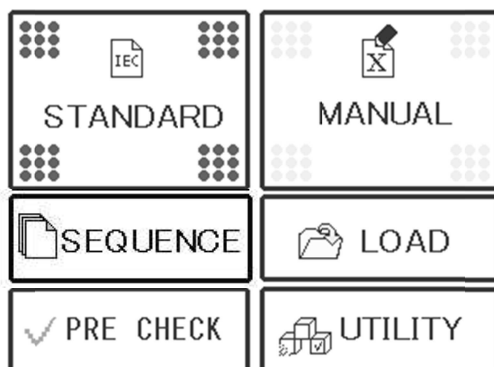 IEC
STANDARD
X
MANUAL
SEQUENCE
LOAD
PRE CHECK
UTILITY